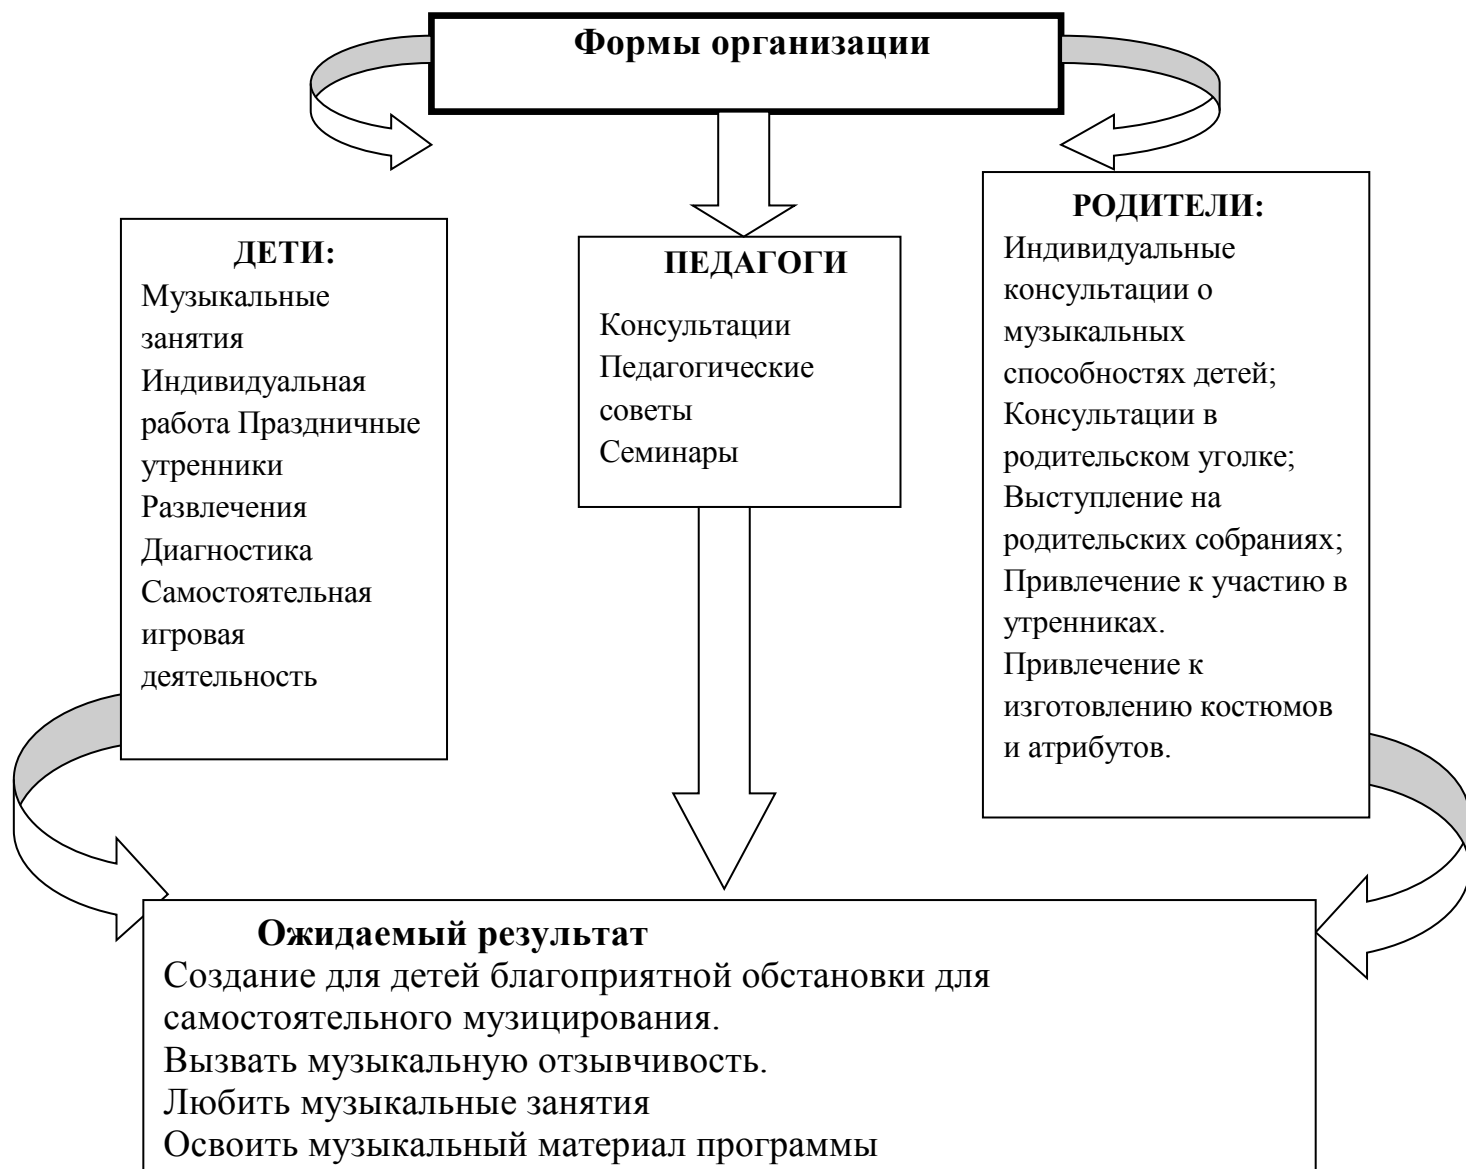 Формы организации
ДЕТИ:
Музыкальные
занятия
Индивидуальная
работа Праздничные
утренники
Развлечения
Диагностика
Самостоятельная
игровая
деятельность
ПЕДАГОГИ
Консультации
Педагогические
советы
Семинары
РОДИТЕЛИ:
Индивидуальные
консультации о
музыкальных
способностях детей;
Консультации в
родительском уголке;
Выступление на
родительских собраниях;
Привлечение к участию в
утренниках.
Привлечение к
изготовлению костюмов
и атрибутов.
Ожидаемый результат
Создание для детей благоприятной обстановки для
самостоятельного музицирования.
Вызвать музыкальную отзывчивость.
Любить музыкальные занятия
Освоить музыкальный материал программы